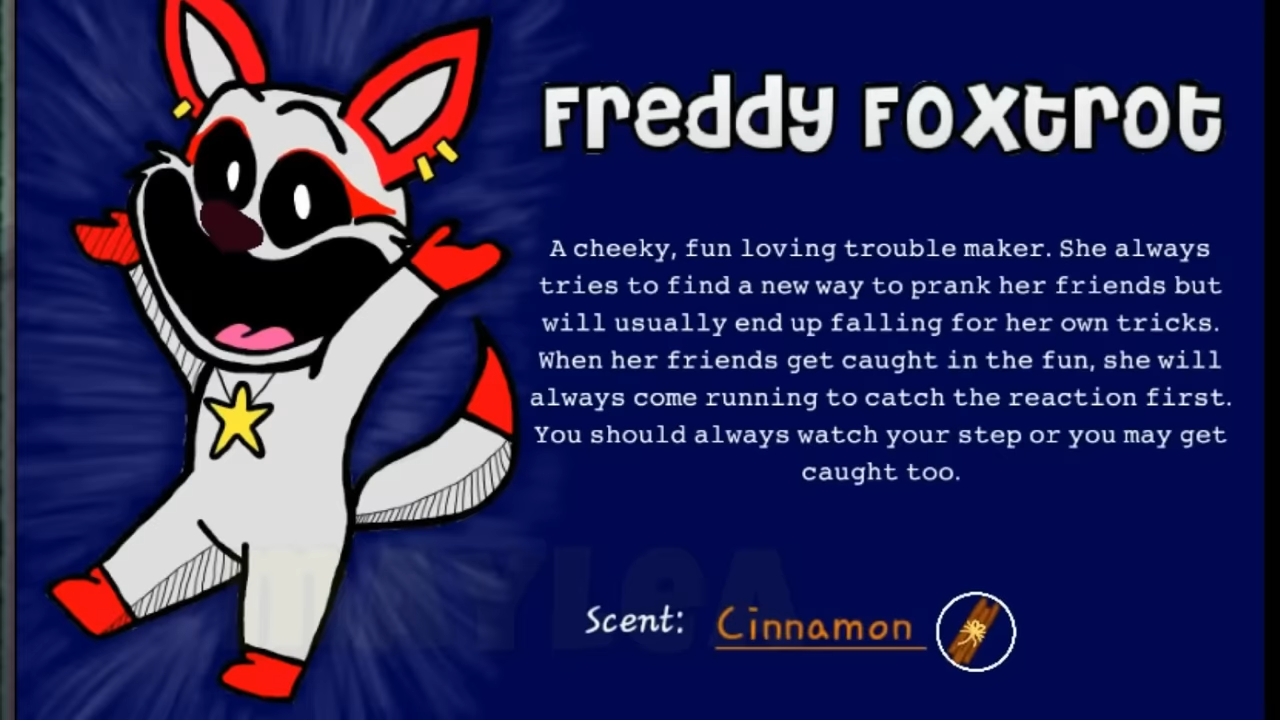 Freddy Foxtrot
A cheeky, fun loving trouble maker. She always
tries to find a new way to prank her friends but
will usually end up falling for her own tricks.
When her friends get caught in the fun, she will
always come running to catch the reaction first.
You should always watch your step or you may get
caught too.
Scent: Cinnamon